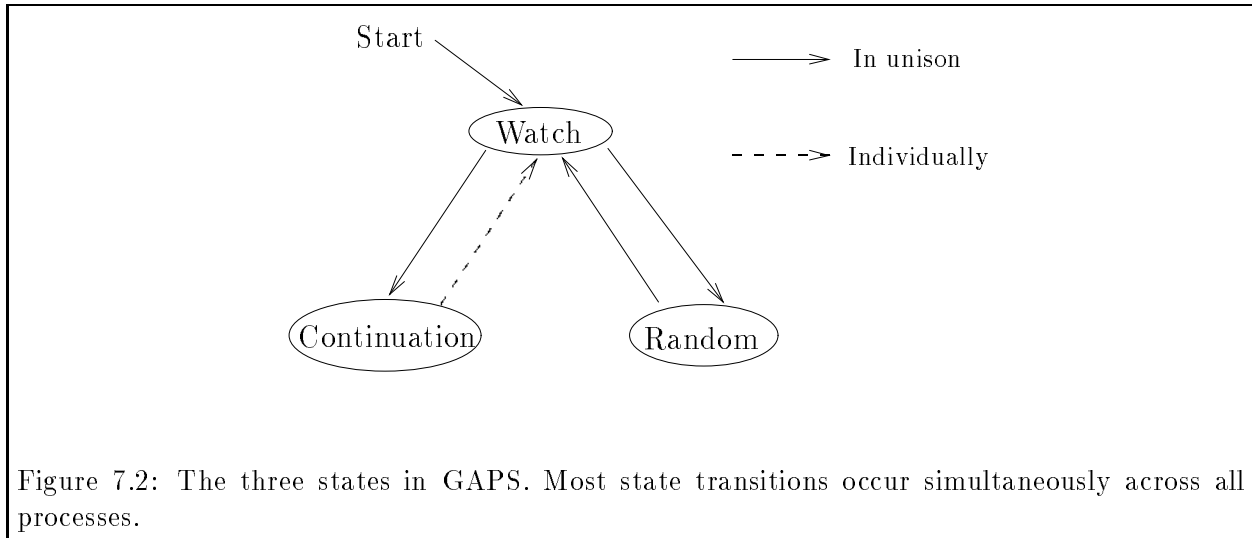 Start
In unison
Watch
Individually
Continuation
Random
Figure 7.2: The three states in GAPS. Most state transitions occur simultaneously across all
processes.